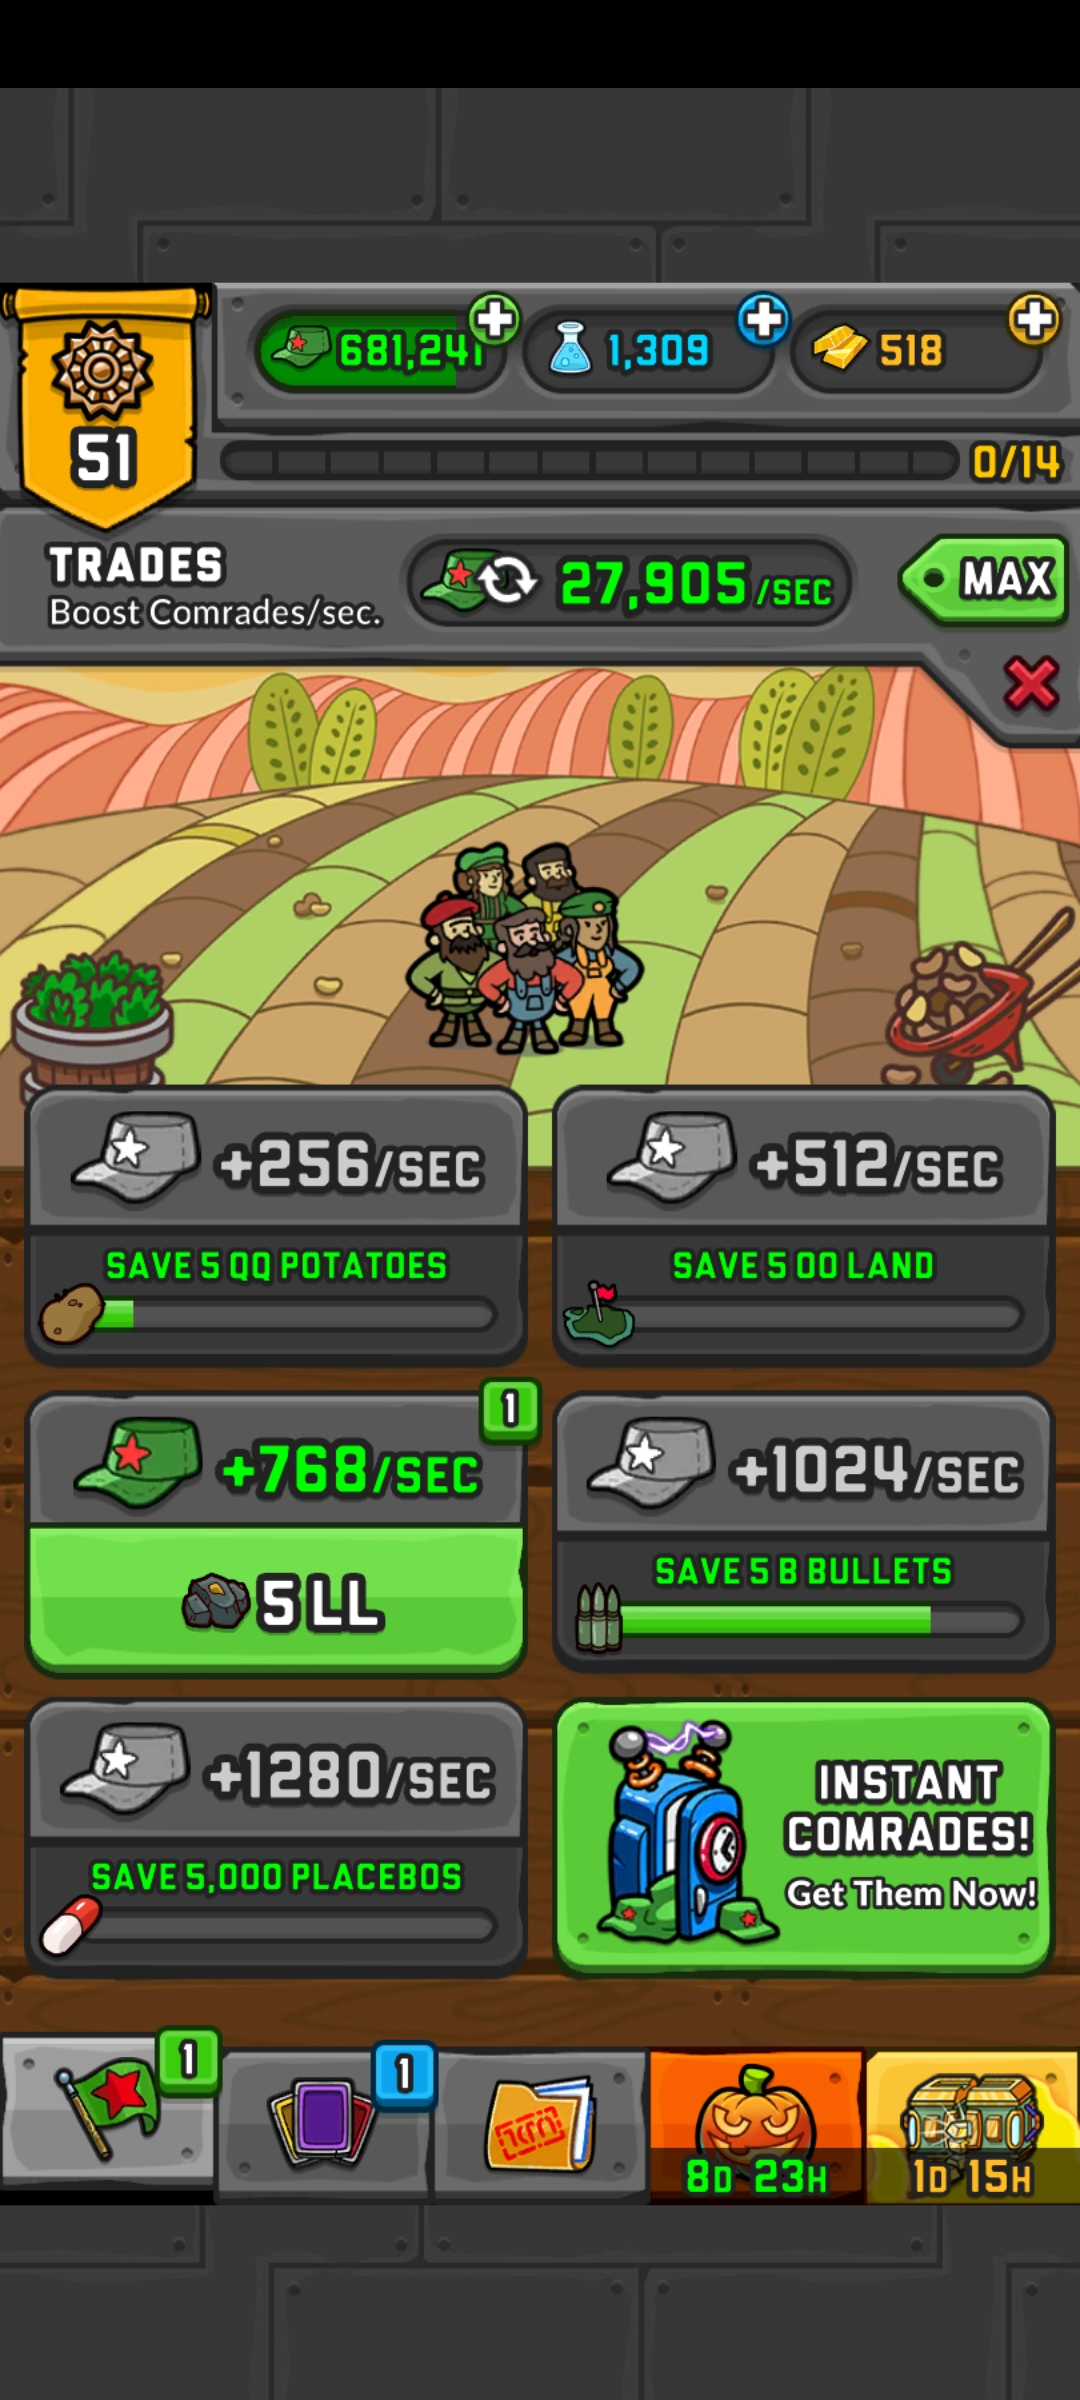 681,241
1,309
518
51
0/14
TRADES
Boost Comrades/sec.
27,905/SEC
MAX
+256/SEC
+512/SEC
SAVE 5 QQ POTATOES
SAVE 5 OO LAND
1
+768/SEC
+1024/SEC
5 LL
SAVE 5 B BULLETS
+1280/SEC
INSTANT
COMRADES!
Get Them Now!
SAVE 5,000 PLACEBOS
1
1
8D 23H
1D 15H